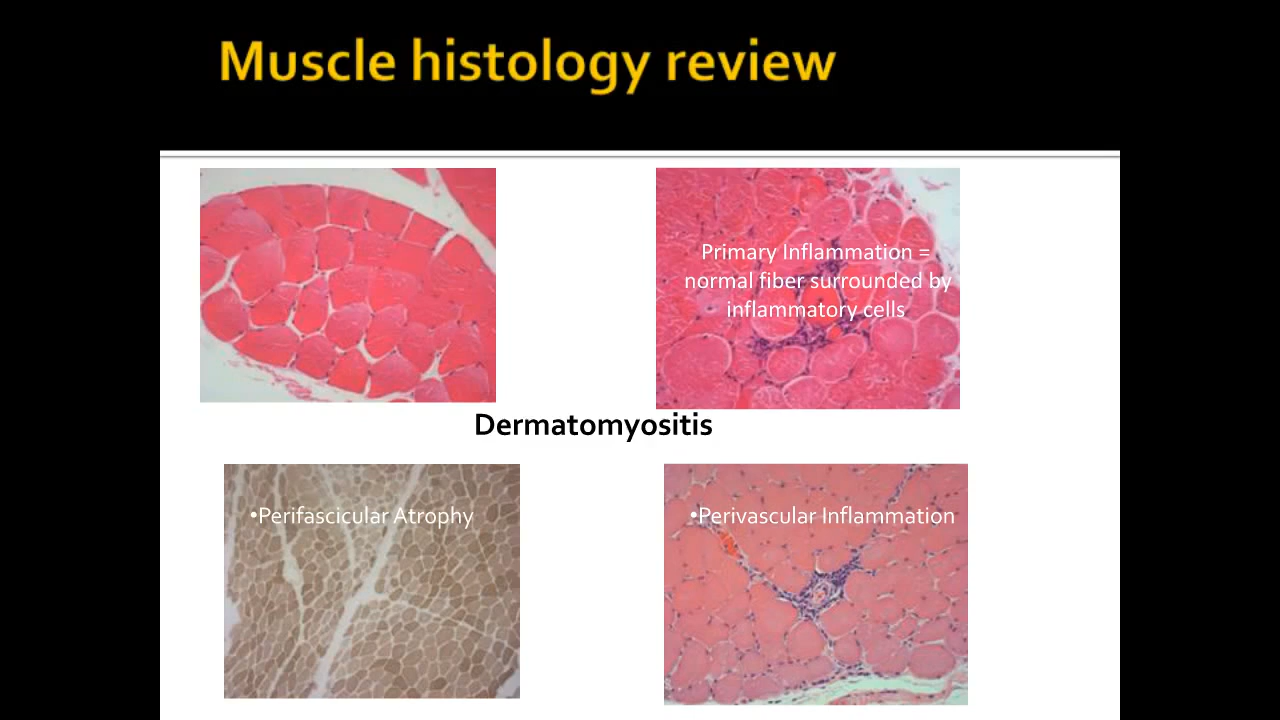 Muscle histology review
Primary Inflammation =
normal fiber surrounded by
inflammatory cells
Dermatomyositis
•Perifascicular Atrophy
•Perivascular Inflammation